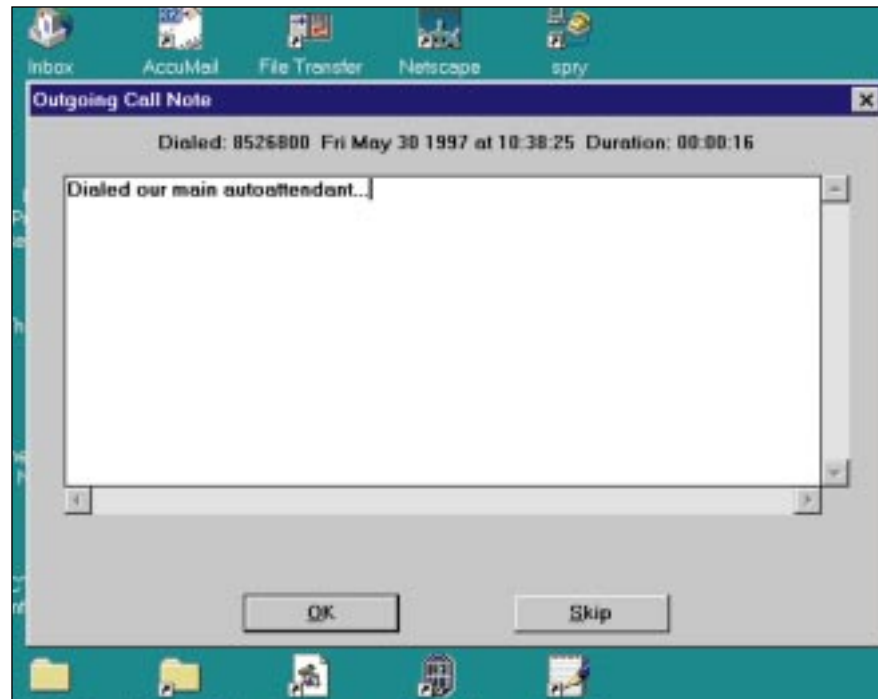 Inbox AccuMail File Transfer Netscape spry
Outgoing Call Note
Dialed: 8526800 Fri May 30 1997 at 10:38:25 Duration: 00:00:16
Dialed our main autoattendant...
OK Skip